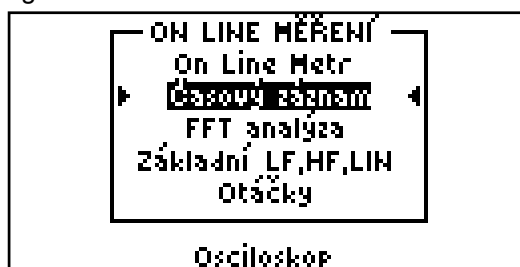 ON LINE MĚŘENÍ
On Line Metr
Časový záznam
FFT analýza
Základní LF,HF,LIN
Otáčky
Osciloskop